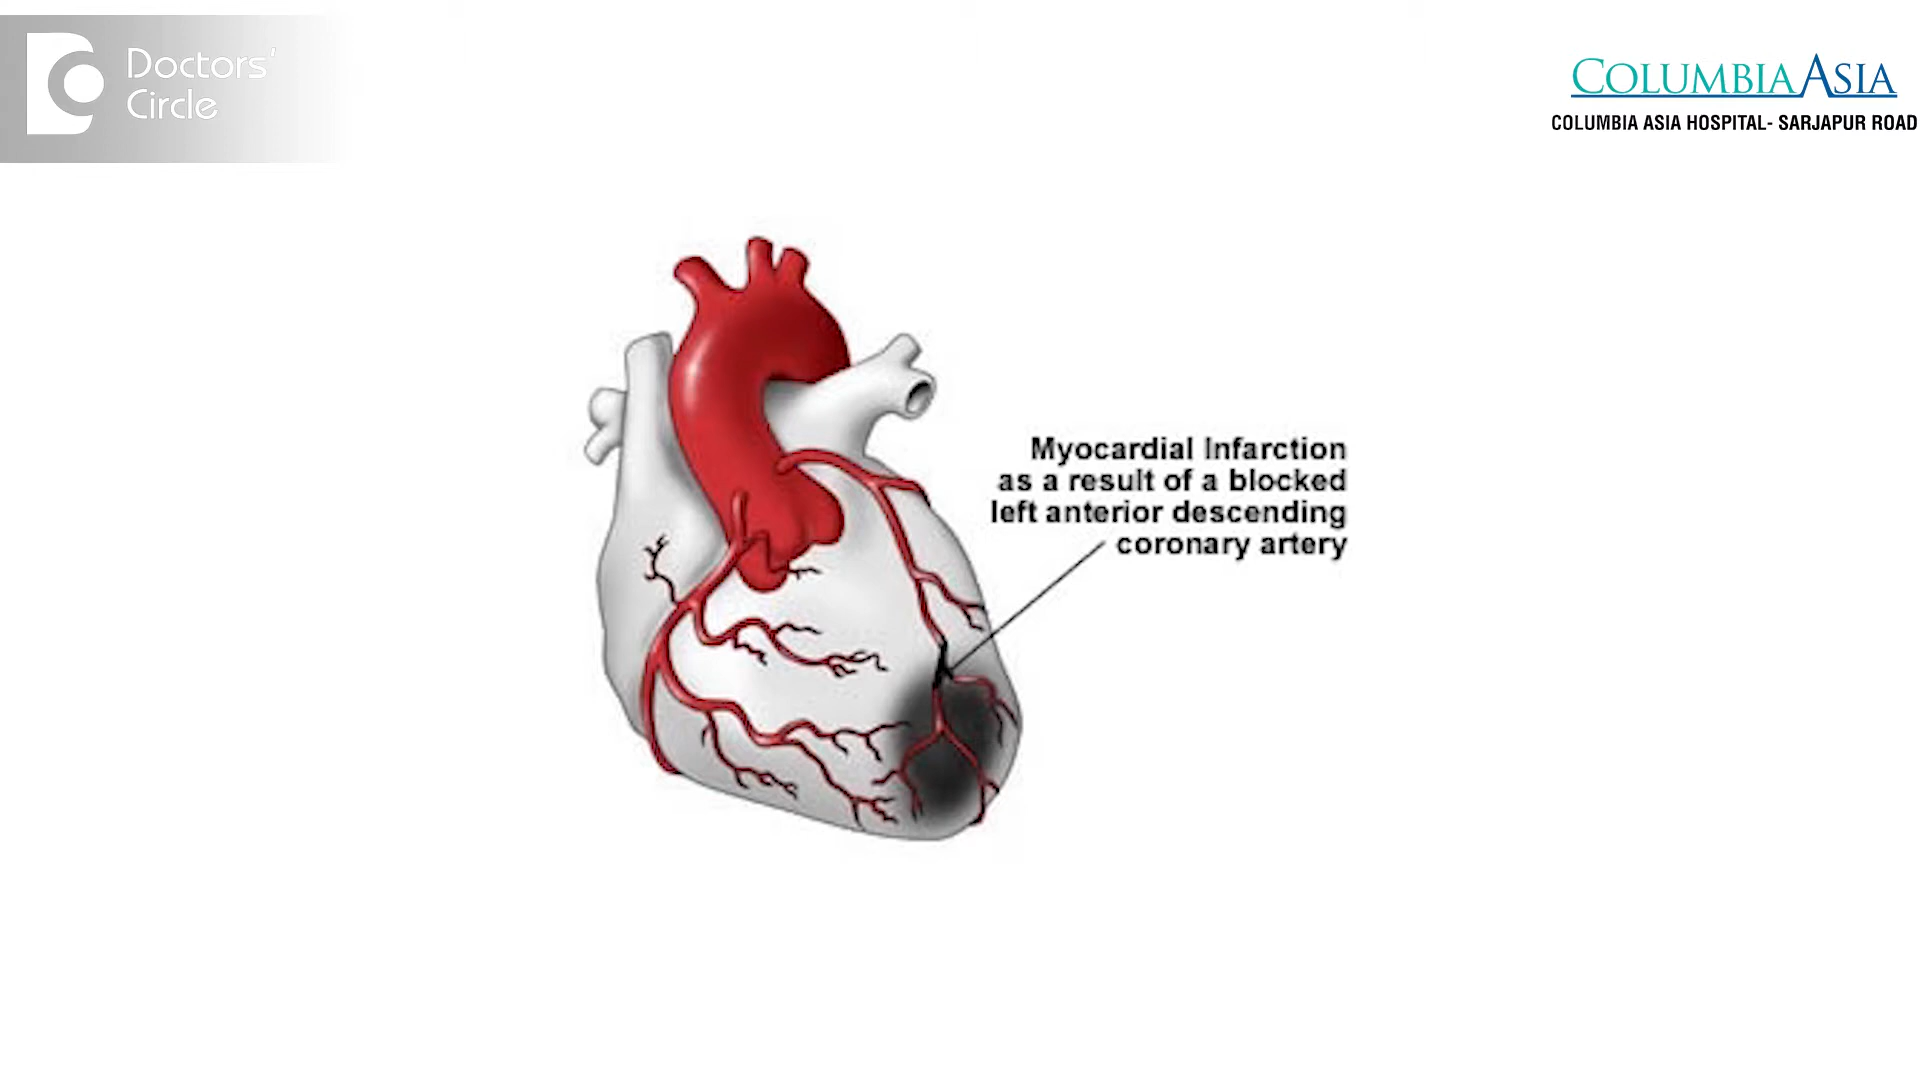 Doctors'
Circle
COLUMBIA ASIA
COLUMBIA ASIA HOSPITAL- SARJAPUR ROAD
Myocardial Infarction
as a result of a blocked
left anterior descending
coronary artery